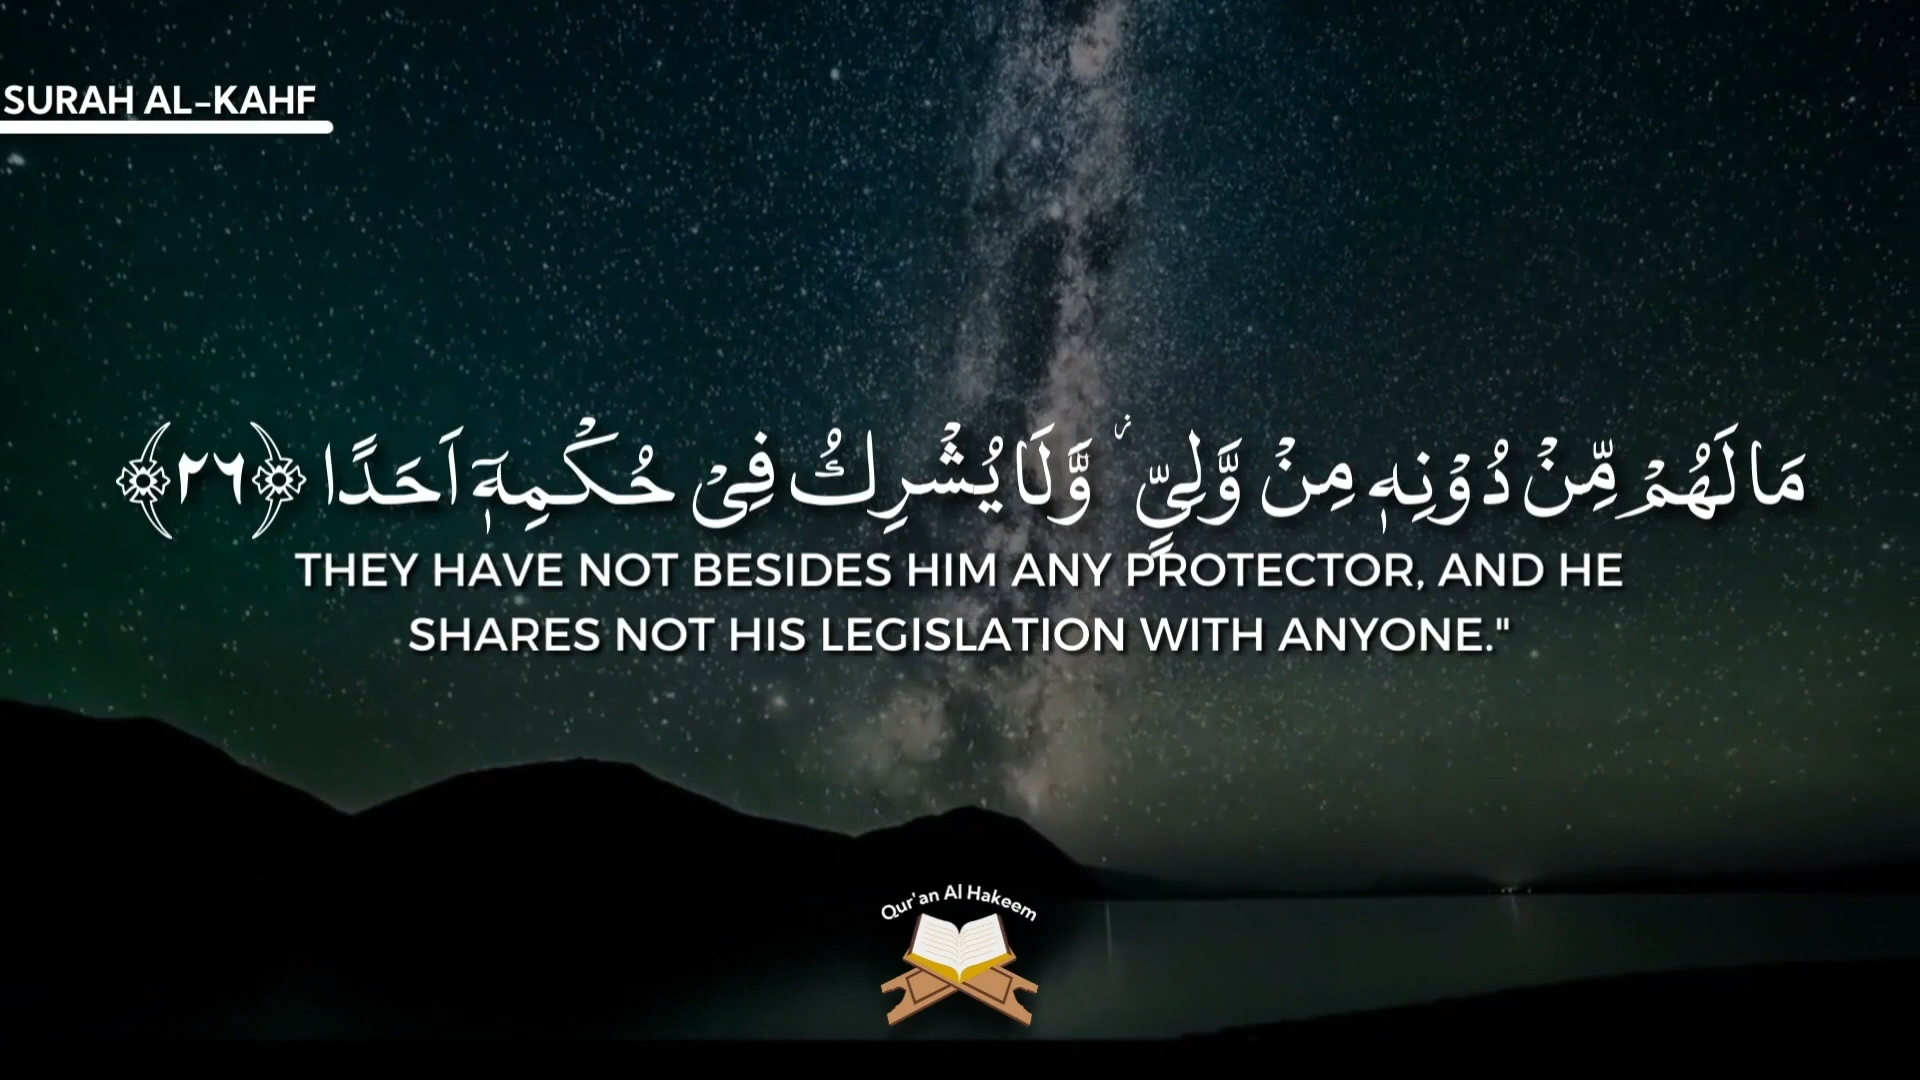 SURAH AL-KAHF
مَا لَهُمْ مِّنْ دُوْنِهٖ مِنْ وَّلِیٍّ ۫ وَّلَا یُشْرِكُ فِیْ حُكْمِهٖۤ اَحَدًا ﴿۲۶﴾
THEY HAVE NOT BESIDES HIM ANY PROTECTOR, AND HE
SHARES NOT HIS LEGISLATION WITH ANYONE."
Qur'an Al Hakeem